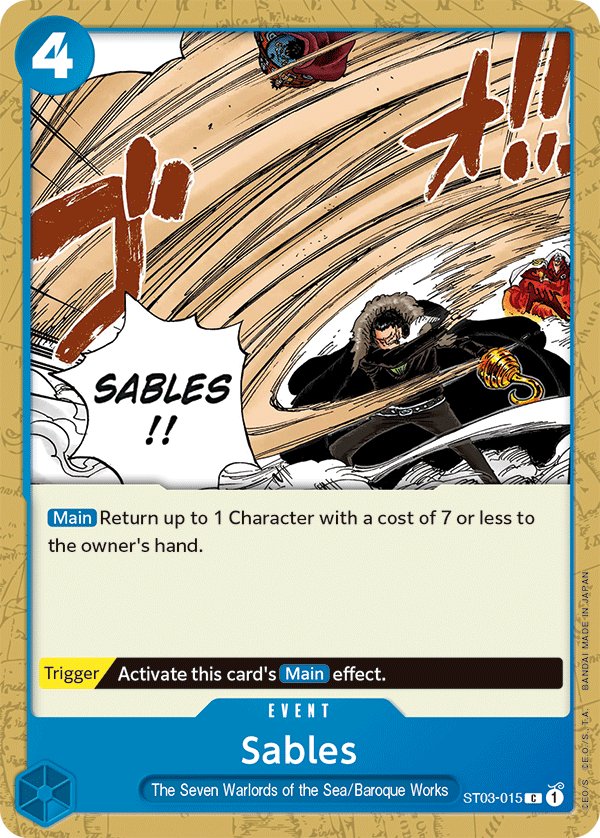 4
ブオ!!
SABLES
!!
Main Return up to 1 Character with a cost of 7 or less to
the owner's hand.
Trigger Activate this card's Main effect.
EVENT
Sables
The Seven Warlords of the Sea/Baroque Works
ST03-015 C 1
©E.O./S. ©E.O./S.,T.A. BANDAI MADE IN JAPAN